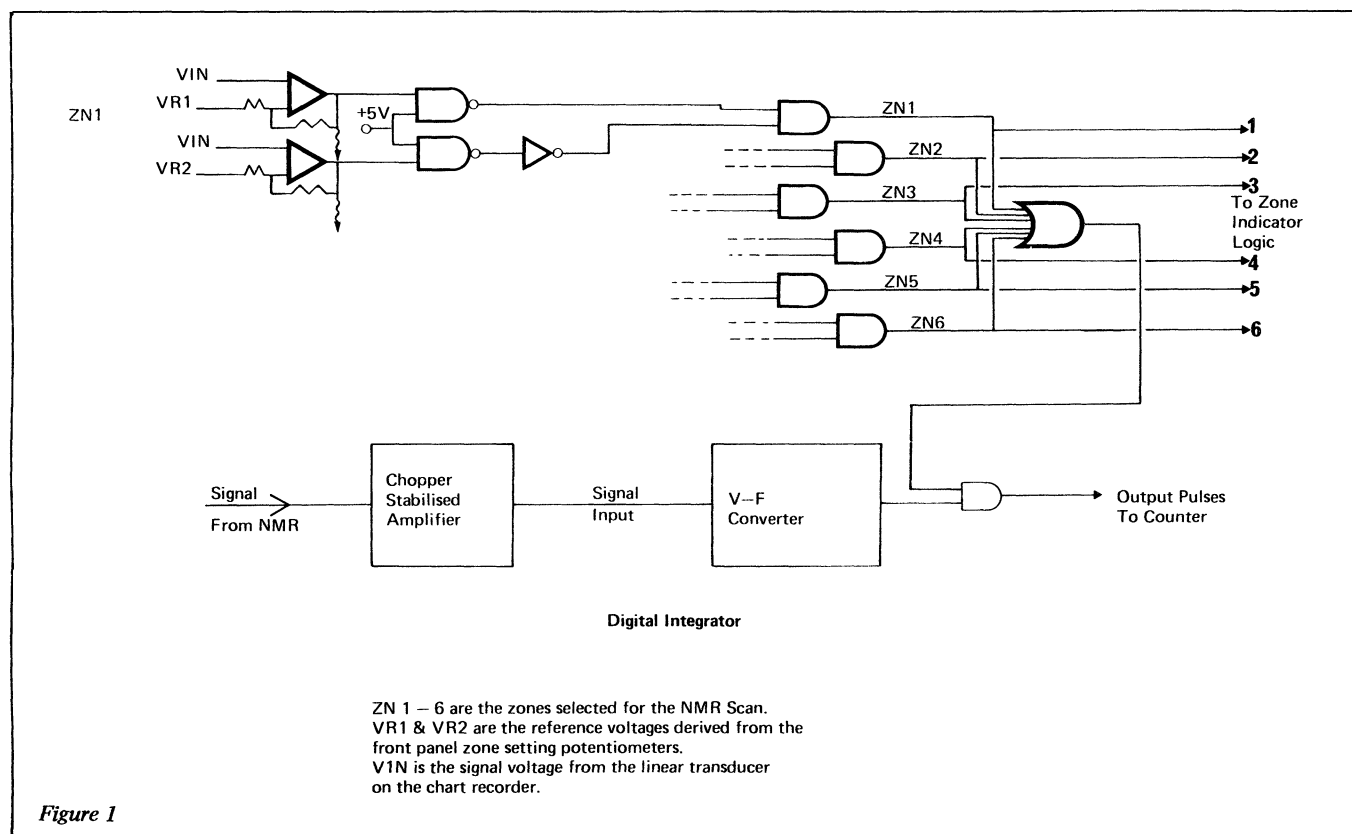 VIN
VR1
ZN1
VIN
VR2
+5V
ZN1
ZN2
ZN3
ZN4
ZN5
ZN6
1
2
3
To Zone
Indicator
Logic
4
5
6
Signal
From NMR
Chopper
Stabilised
Amplifier
Signal
Input
V–F
Converter
Output Pulses
To Counter
Digital Integrator
ZN 1 – 6 are the zones selected for the NMR Scan.
VR1 & VR2 are the reference voltages derived from the
front panel zone setting potentiometers.
V1N is the signal voltage from the linear transducer
on the chart recorder.
Figure 1